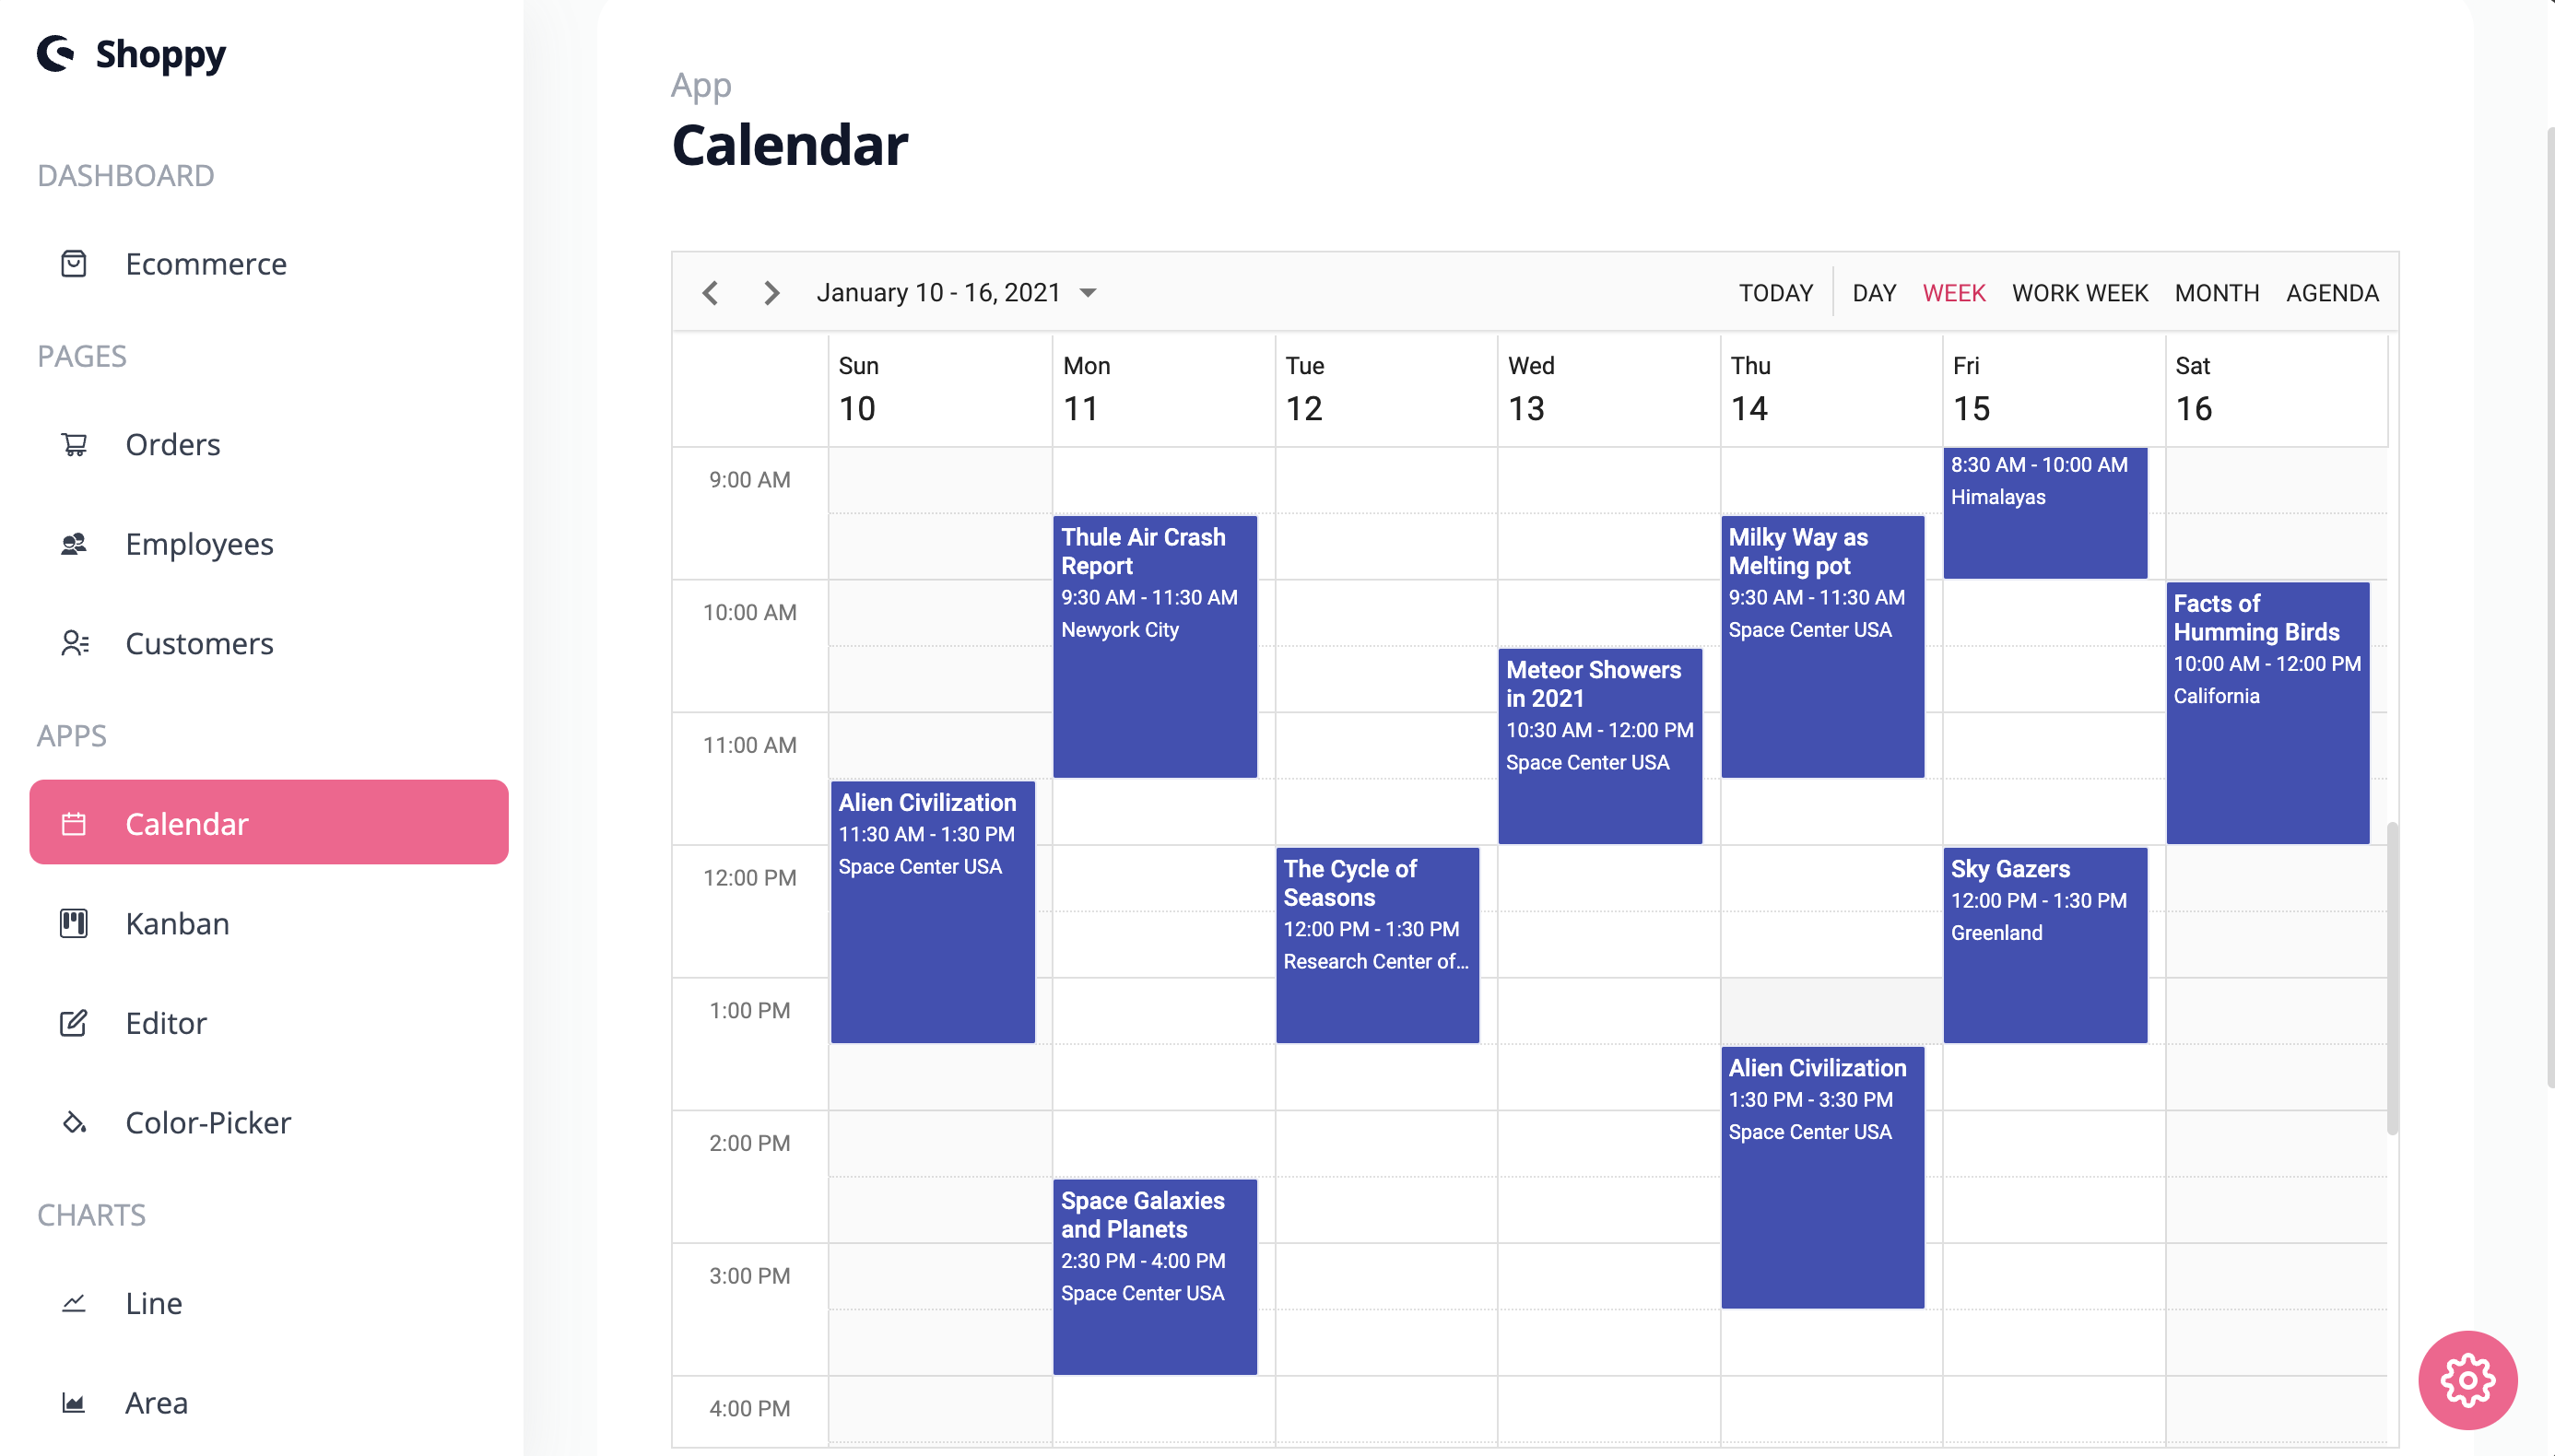 Shoppy
DASHBOARD
Ecommerce
PAGES
Orders
Employees
Customers
APPS
Calendar
Kanban
Editor
Color-Picker
CHARTS
Line
Area
App
Calendar
January 10 - 16, 2021
TODAY
DAY
WEEK
WORK WEEK
MONTH
AGENDA
Sun
10
Mon
11
Tue
12
Wed
13
Thu
14
Fri
15
Sat
16
9:00 AM
10:00 AM
11:00 AM
12:00 PM
1:00 PM
2:00 PM
3:00 PM
4:00 PM
Alien Civilization
11:30 AM - 1:30 PM
Space Center USA
Thule Air Crash
Report
9:30 AM - 11:30 AM
Newyork City
Space Galaxies
and Planets
2:30 PM - 4:00 PM
Space Center USA
The Cycle of
Seasons
12:00 PM - 1:30 PM
Research Center of...
Meteor Showers
in 2021
10:30 AM - 12:00 PM
Space Center USA
Milky Way as
Melting pot
9:30 AM - 11:30 AM
Space Center USA
Alien Civilization
1:30 PM - 3:30 PM
Space Center USA
8:30 AM - 10:00 AM
Himalayas
Sky Gazers
12:00 PM - 1:30 PM
Greenland
Facts of
Humming Birds
10:00 AM - 12:00 PM
California